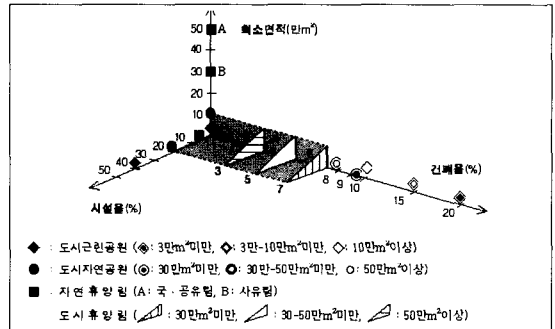 50 A 최소면적(만m²)
40
30 B
20
10
10
20
30
40
50
시설율(%)
3 5 7 8 9 10 15 20
건폐율(%)
◆ : 도시근린공원 (◈: 3만m²미만, ◈: 3만-10만m²미만, ◇: 10만m²이상)
● : 도시자연공원 (◉: 30만m²미만, ◎: 30만-50만m²미만, ○: 50만m²이상)
■ : 자연휴양림 (A: 국·공유림, B: 사유림)
도시휴양림 ( : 30만m²미만, : 30-50만m²미만, : 50만m²이상)